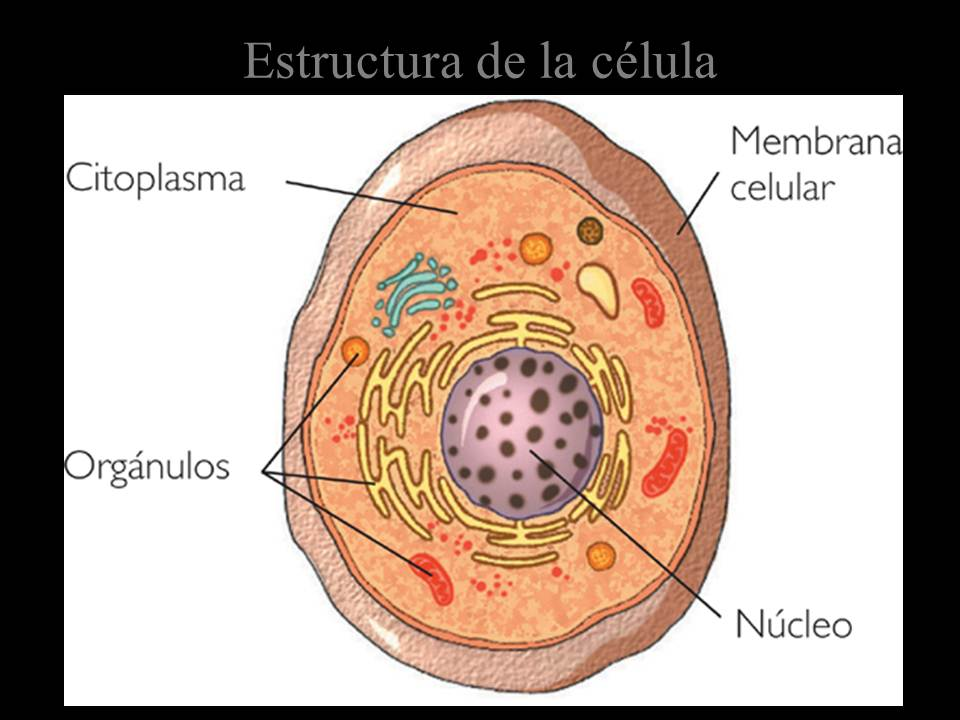 Estructura de la célula
Citoplasma
Membrana
celular
Orgánulos
Núcleo